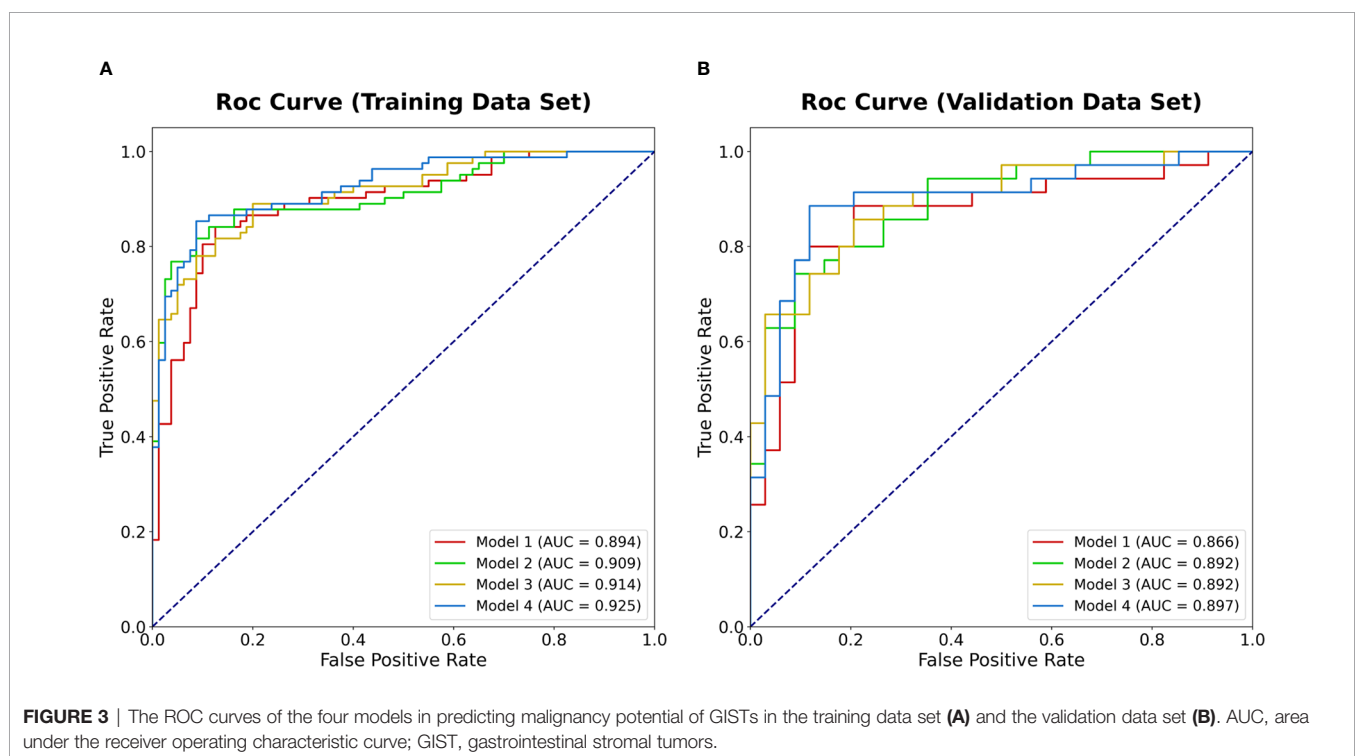 A
Roc Curve (Training Data Set)
1.0
0.8
0.6
0.4
0.2
0.0
True Positive Rate
0.0 0.2 0.4 0.6 0.8 1.0
False Positive Rate
Model 1 (AUC = 0.894)
Model 2 (AUC = 0.909)
Model 3 (AUC = 0.914)
Model 4 (AUC = 0.925)
B
Roc Curve (Validation Data Set)
1.0
0.8
0.6
0.4
0.2
0.0
True Positive Rate
0.0 0.2 0.4 0.6 0.8 1.0
False Positive Rate
Model 1 (AUC = 0.866)
Model 2 (AUC = 0.892)
Model 3 (AUC = 0.892)
Model 4 (AUC = 0.897)
FIGURE 3 | The ROC curves of the four models in predicting malignancy potential of GISTs in the training data set (A) and the validation data set (B). AUC, area
under the receiver operating characteristic curve; GIST, gastrointestinal stromal tumors.